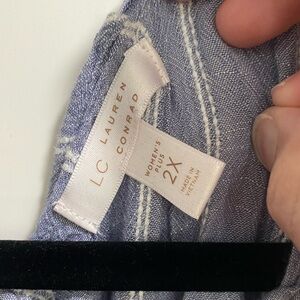 LC LAUREN
CONRAD
WOMEN'S
PLUS
2X
MADE IN
VIETNAM